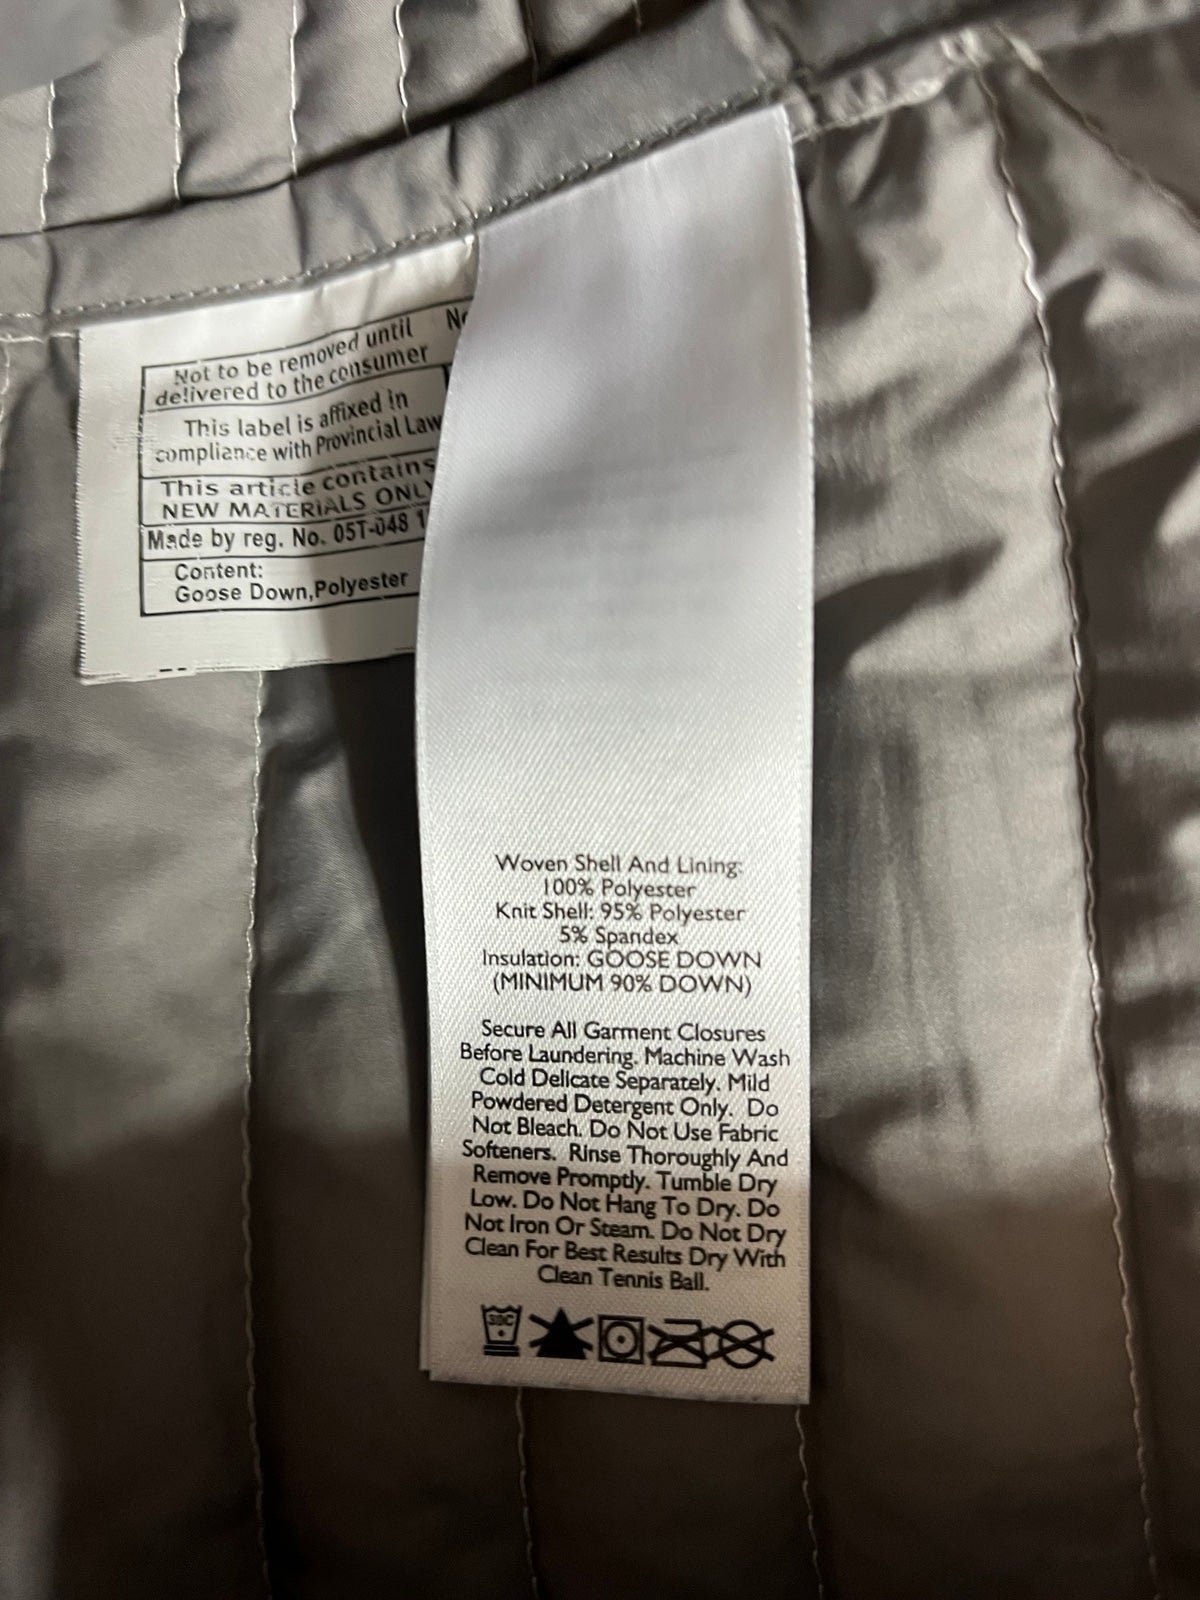 Not to be removed until
delivered to the consumer
This label is affixed in
compliance with Provincial Law
This article contains
NEW MATERIALS ONLY
Made by reg. No. 05T-048
Content:
Goose Down,Polyester
Woven Shell And Lining:
100% Polyester
Knit Shell: 95% Polyester
5% Spandex
Insulation: GOOSE DOWN
(MINIMUM 90% DOWN)
Secure All Garment Closures
Before Laundering. Machine Wash
Cold Delicate Separately. Mild
Powdered Detergent Only. Do
Not Bleach. Do Not Use Fabric
Softeners. Rinse Thoroughly And
Remove Promptly. Tumble Dry
Low. Do Not Hang To Dry. Do
Not Iron Or Steam. Do Not Dry
Clean For Best Results Dry With
Clean Tennis Ball.